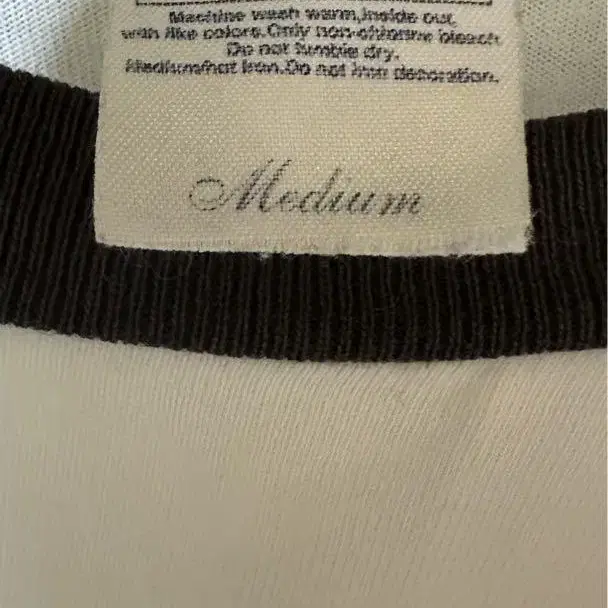 Machine wash warm,inside out,
with like colors.Only non-chlorine bleach
Do not tumble dry.
Medium/hot iron.Do not iron decoration.
Medium